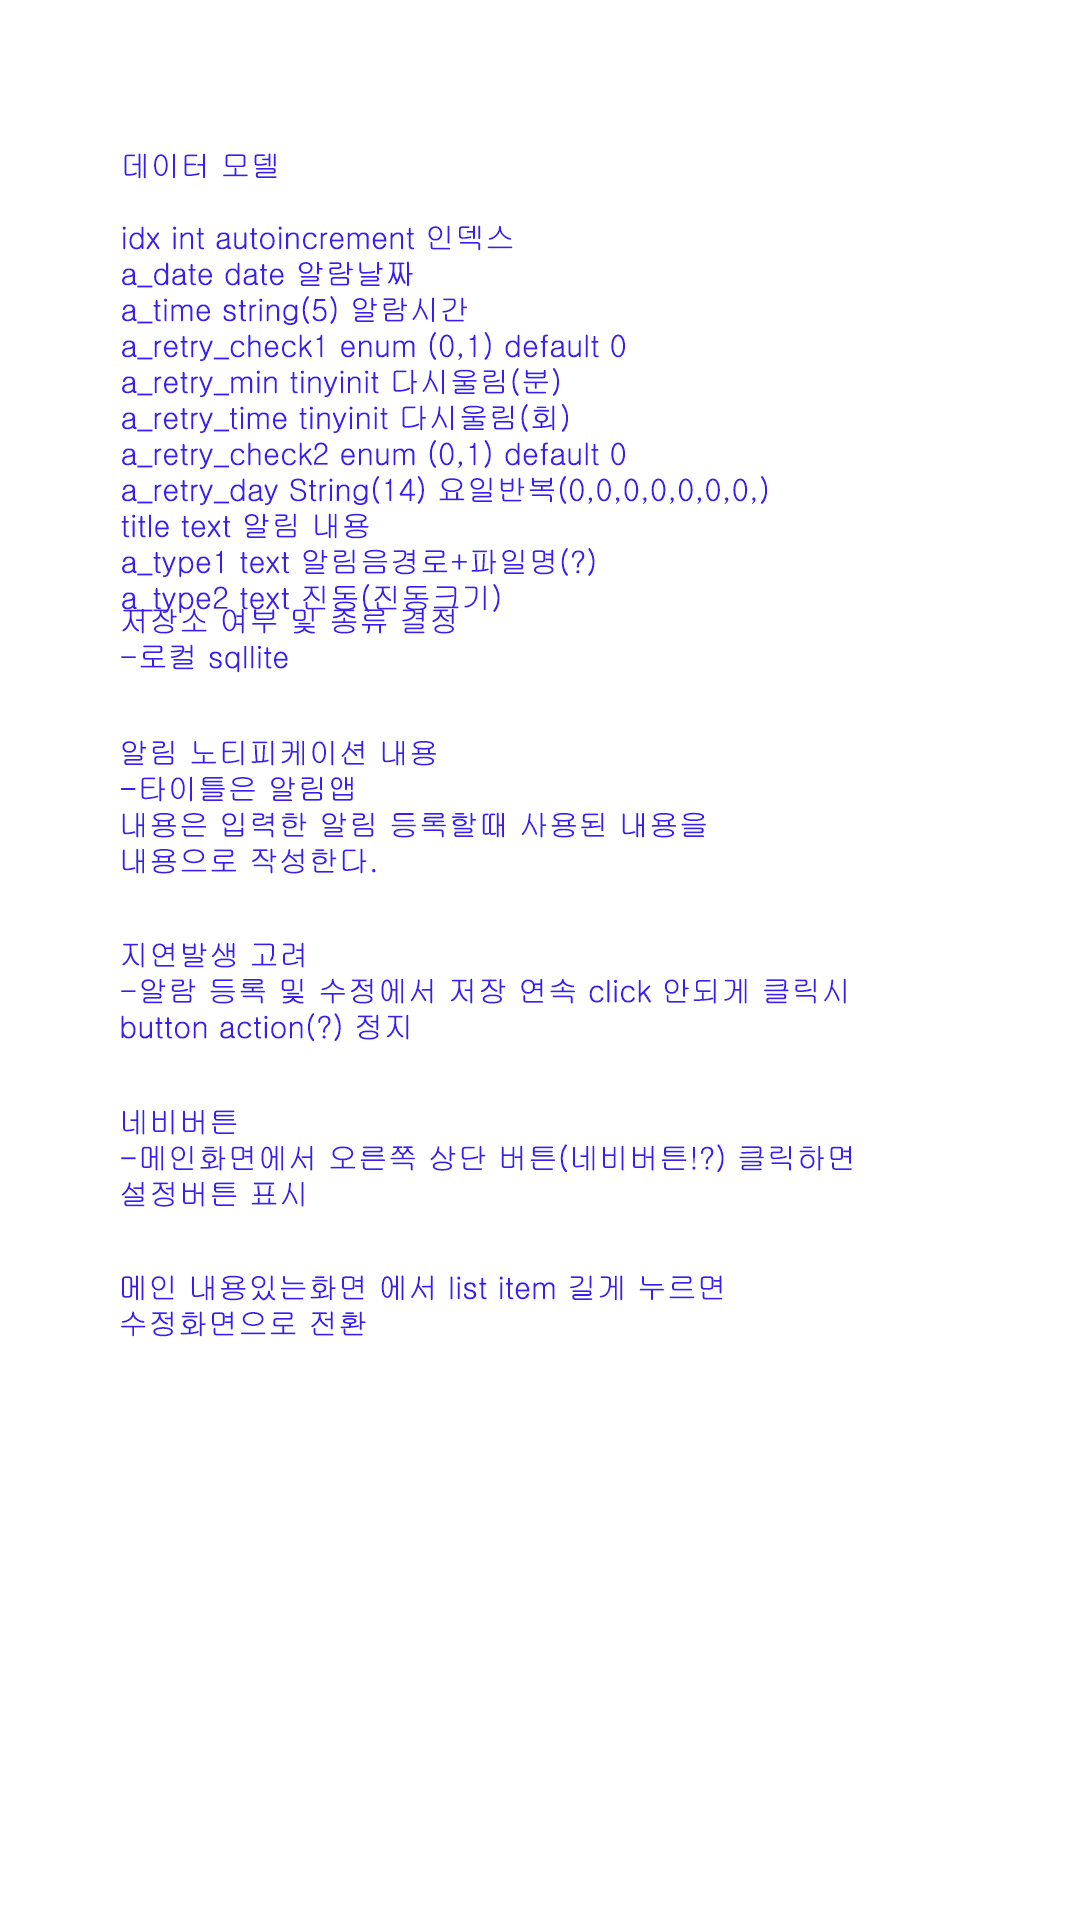 데이터 모델
idx int autoincrement 인덱스
a_date date 알람날짜
a_time string(5) 알람시간
a_retry_check1 enum (0,1) default 0
a_retry_min tinyinit 다시울림(분)
a_retry_time tinyinit 다시울림(회)
a_retry_check2 enum (0,1) default 0
a_retry_day String(14) 요일반복(0,0,0,0,0,0,0,)
title text 알림 내용
a_type1 text 알림음경로+파일명(?)
a_type2 text 진동(진동크기)
저장소 여부 및 종류 결정
-로컬 sqllite
알림 노티피케이션 내용
-타이틀은 알림앱
내용은 입력한 알림 등록할때 사용된 내용을
내용으로 작성한다.
지연발생 고려
-알람 등록 및 수정에서 저장 연속 click 안되게 클릭시
button action(?) 정지
네비버튼
-메인화면에서 오른쪽 상단 버튼(네비버튼!?) 클릭하면
설정버튼 표시
메인 내용있는화면 에서 list item 길게 누르면
수정화면으로 전환